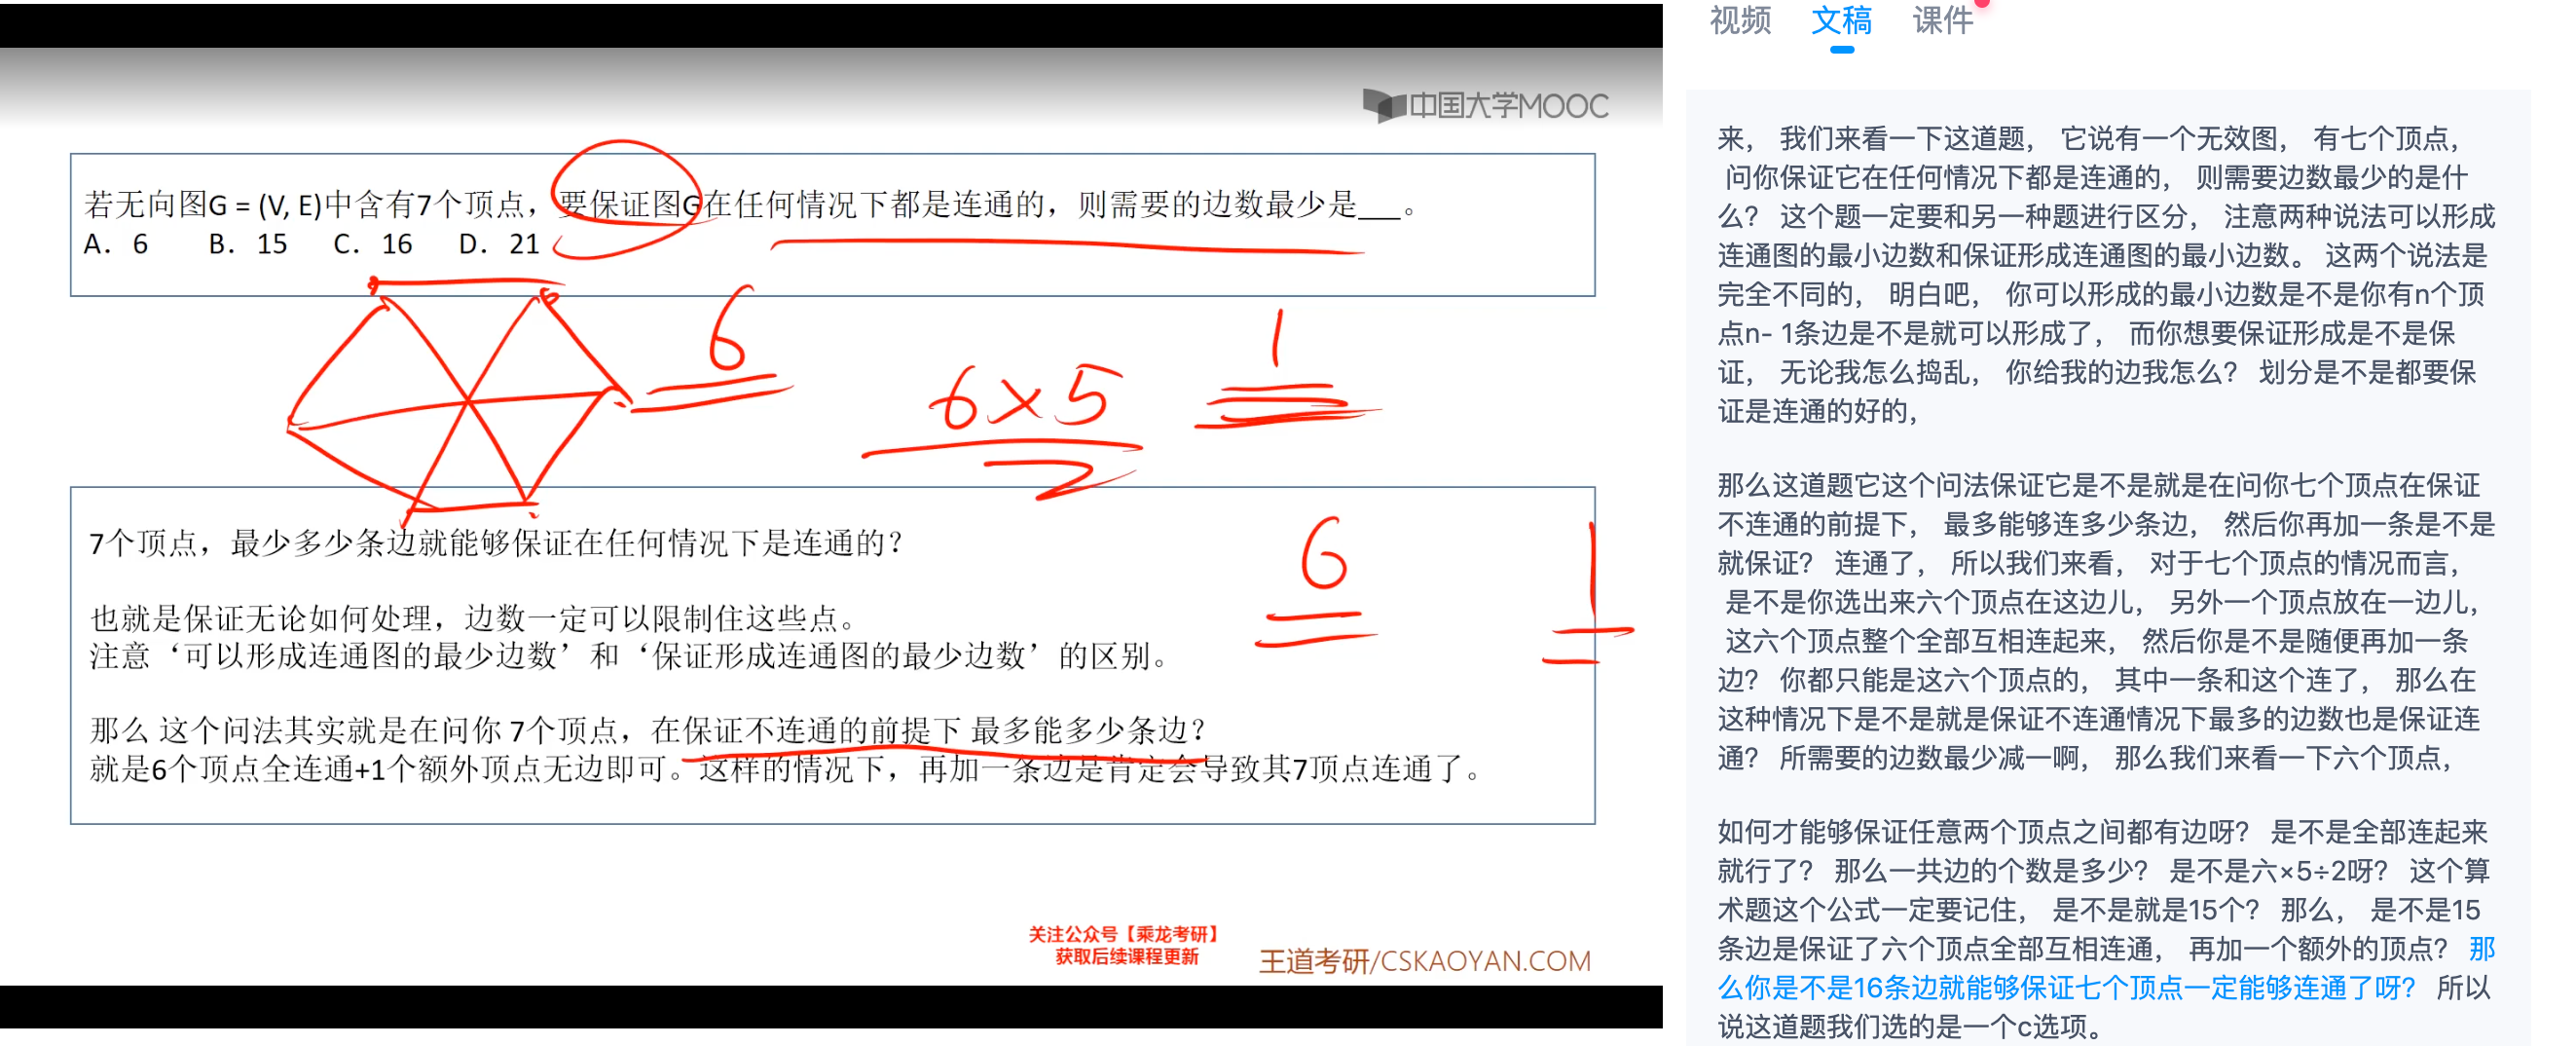 中国大学MOOC
若无向图G = (V, E)中含有7个顶点，要保证图G在任何情况下都是连通的，则需要的边数最少是___。
A. 6 B. 15 C. 16 D. 21
6
6×5
2
1
6
1
7个顶点，最少多少条边就能够保证在任何情况下是连通的？
也就是保证无论如何处理，边数一定可以限制住这些点。
注意‘可以形成连通图的最少边数’和‘保证形成连通图的最少边数’的区别。
那么 这个问法其实就是在问你 7个顶点，在保证不连通的前提下 最多能多少条边？
就是6个顶点全连通+1个额外顶点无边即可。这样的情况下，再加一条边是肯定会导致其7顶点连通了。
关注公众号【乘龙考研】
获取后续课程更新
王道考研/CSKAOYAN.COM
视频 文稿 课件
来， 我们来看一下这道题， 它说有一个无效图， 有七个顶点，
问你保证它在任何情况下都是连通的， 则需要边数最少的是什
么？ 这个题一定要和另一种题进行区分， 注意两种说法可以形成
连通图的最小边数和保证形成连通图的最小边数。 这两个说法是
完全不同的， 明白吧， 你可以形成的最小边数是不是你有n个顶
点n- 1条边是不是就可以形成了， 而你想要保证形成是不是保
证， 无论我怎么捣乱， 你给我的边我怎么？ 划分是不是都要保
证是连通的好的，
那么这道题它这个问法保证它是不是就是在问你七个顶点在保证
不连通的前提下， 最多能够连多少条边， 然后你再加一条是不是
就保证？ 连通了， 所以我们来看， 对于七个顶点的情况而言，
是不是你选出来六个顶点在这边儿， 另外一个顶点放在一边儿，
这六个顶点整个全部互相连起来， 然后你是不是随便再加一条
边？ 你都只能是这六个顶点的， 其中一条和这个连了， 那么在
这种情况下是不是就是保证不连通情况下最多的边数也是保证连
通？ 所需要的边数最少减一啊， 那么我们来看一下六个顶点，
如何才能够保证任意两个顶点之间都有边呀？ 是不是全部连起来
就行了？ 那么一共边的个数是多少？ 是不是六×5÷2呀？ 这个算
术题这个公式一定要记住， 是不是就是15个？ 那么， 是不是15
条边是保证了六个顶点全部互相连通， 再加一个额外的顶点？ 那
么你是不是16条边就能够保证七个顶点一定能够连通了呀？ 所以
说这道题我们选的是一个c选项。